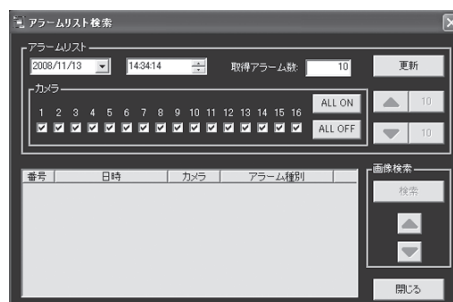 アラームリスト検索
アラームリスト
2008/11/13 14:34:14 取得アラーム数: 10 更新
カメラ
1 2 3 4 5 6 7 8 9 10 11 12 13 14 15 16
ALL ON
ALL OFF
10
10
番号 日時 カメラ アラーム種別
画像検索
検索
閉じる